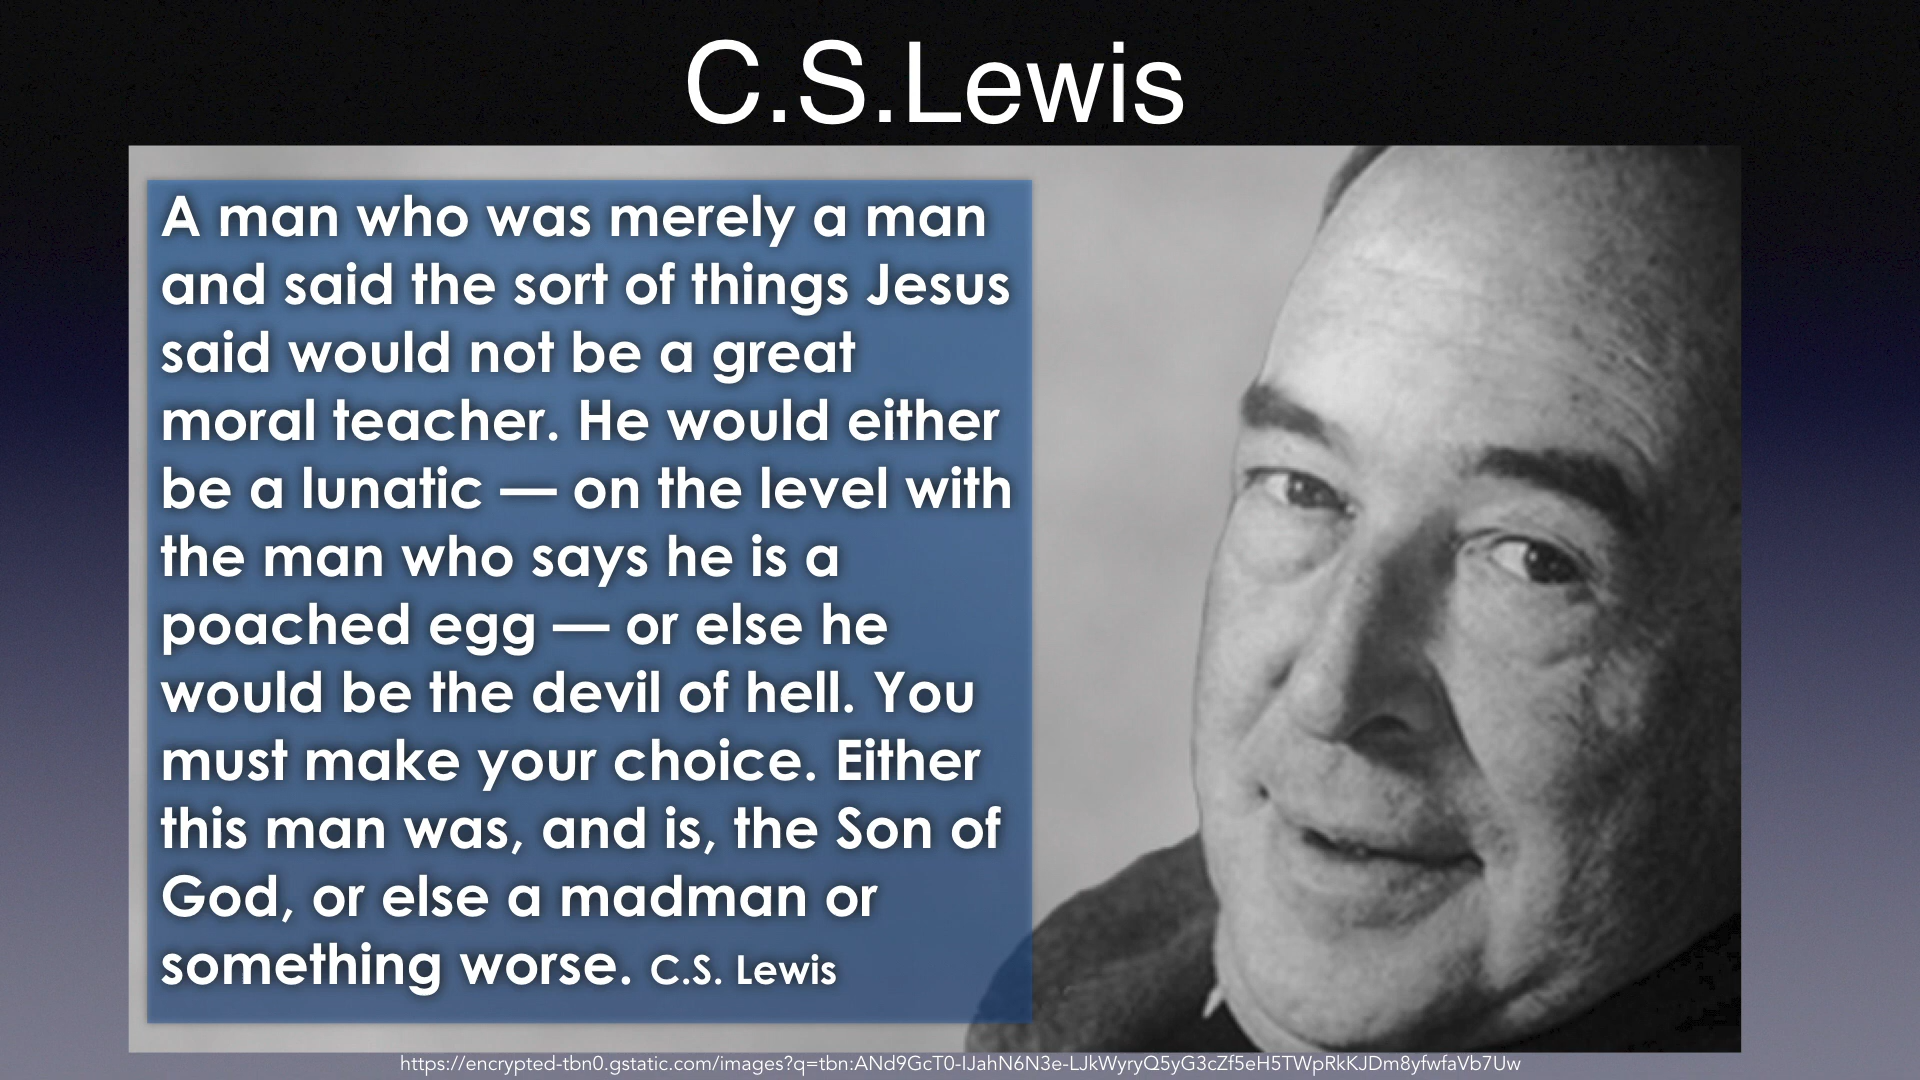 C.S.Lewis
A man who was merely a man
and said the sort of things Jesus
said would not be a great
moral teacher. He would either
be a lunatic — on the level with
the man who says he is a
poached egg — or else he
would be the devil of hell. You
must make your choice. Either
this man was, and is, the Son of
God, or else a madman or
something worse. C.S. Lewis
https://encrypted-tbn0.gstatic.com/images?q=tbn:ANd9GcT0-IJahN6N3e-LJkWyryQ5yG3cZf5eH5TWpRkKJDm8yfwfaVb7Uw